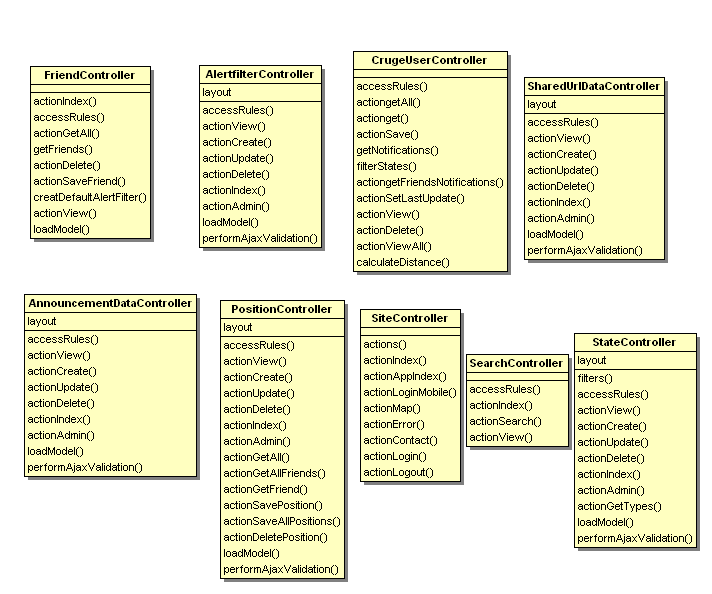 FriendController
actionIndex()
accessRules()
actionGetAll()
getFriends()
actionDelete()
actionSaveFriend()
creatDefaultAlertFilter()
actionView()
loadModel()
AlertfilterController
layout
accessRules()
actionView()
actionCreate()
actionUpdate()
actionDelete()
actionIndex()
actionAdmin()
loadModel()
performAjaxValidation()
CrugeUserController
accessRules()
actiongetAll()
actionget()
actionSave()
getNotifications()
filterStates()
actiongetFriendsNotifications()
actionSetLastUpdate()
actionView()
actionDelete()
actionViewAll()
calculateDistance()
SharedUrlDataController
layout
accessRules()
actionView()
actionCreate()
actionUpdate()
actionDelete()
actionIndex()
actionAdmin()
loadModel()
performAjaxValidation()
AnnouncementDataController
layout
accessRules()
actionView()
actionCreate()
actionUpdate()
actionDelete()
actionIndex()
actionAdmin()
loadModel()
performAjaxValidation()
PositionController
layout
accessRules()
actionView()
actionCreate()
actionUpdate()
actionDelete()
actionIndex()
actionAdmin()
actionGetAll()
actionGetAllFriends()
actionGetFriend()
actionSavePosition()
actionSaveAllPositions()
actionDeletePosition()
loadModel()
performAjaxValidation()
SiteController
actions()
actionIndex()
actionAppIndex()
actionLoginMobile()
actionMap()
actionError()
actionContact()
actionLogin()
actionLogout()
SearchController
accessRules()
actionIndex()
actionSearch()
actionView()
StateController
layout
filters()
accessRules()
actionView()
actionCreate()
actionUpdate()
actionDelete()
actionIndex()
actionAdmin()
actionGetTypes()
loadModel()
performAjaxValidation()